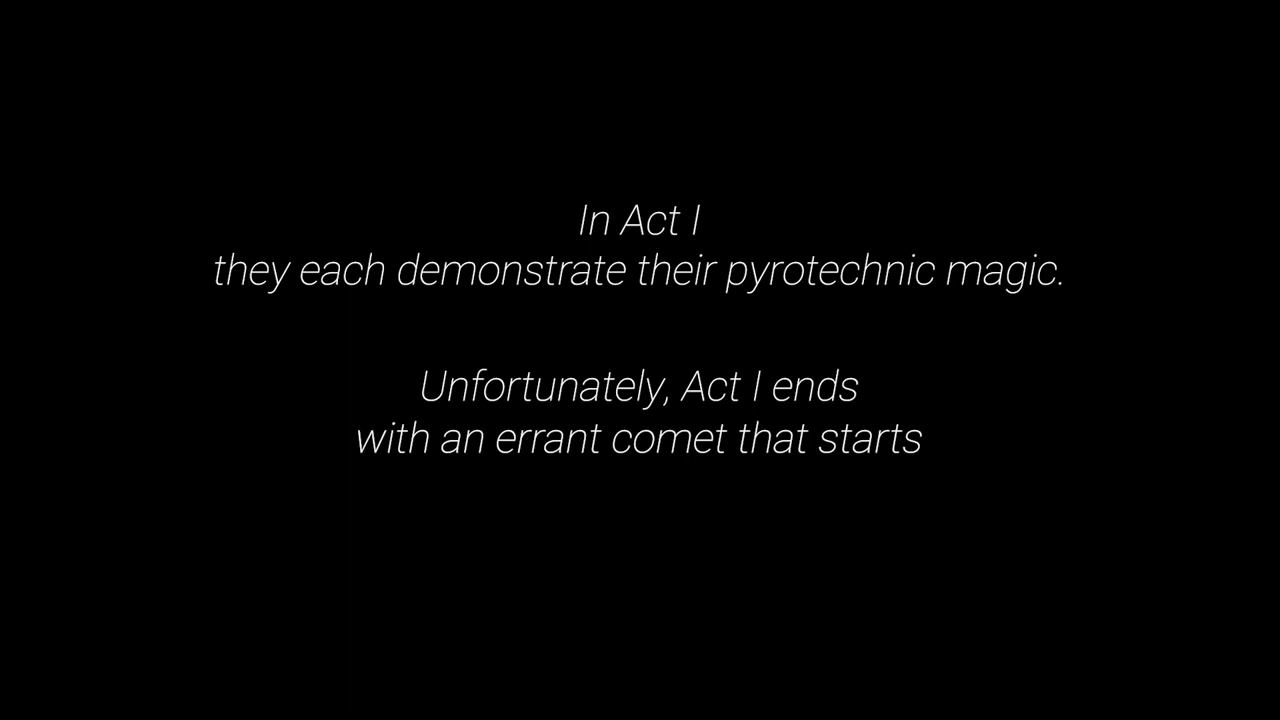 In Act I
they each demonstrate their pyrotechnic magic.
Unfortunately, Act I ends
with an errant comet that starts